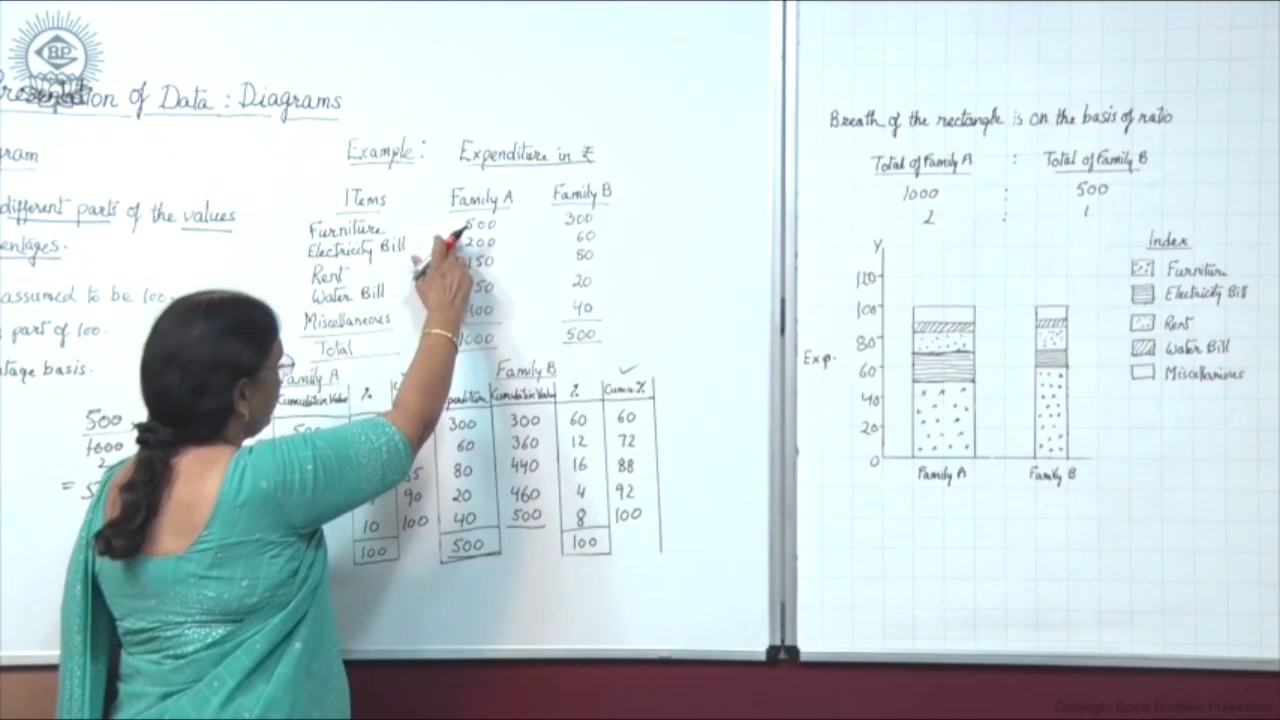 BP
Presentation of Data : Diagrams
gram
different parts of the values
entages.
assumed to be 100.
part of 100.
tage basis.
500
1000
2
Example : Expenditure in ₹
Items Family A Family B
Furniture 500 300
Electricity Bill 200 60
Rent 150 80
Water Bill 50 20
Miscellaneous 100 40
Total 1000 500
Family A Family B
Cumulative Value % penditure Cumulative Value % Cumu. %
500 300 300 60 60
60 360 12 72
85 80 440 16 88
90 20 460 4 92
10 100 40 500 8 100
100 500 100
Breath of the rectangle is on the basis of ratio
Total of Family A : Total of Family B
1000 : 500
2 : 1
Y
120
100
80
60
40
20
0
Exp.
Family A Family B
Index
Furniture
Electricity Bill
Rent
Water Bill
Miscellanious
Copyright Goyal Brothers Prakashan